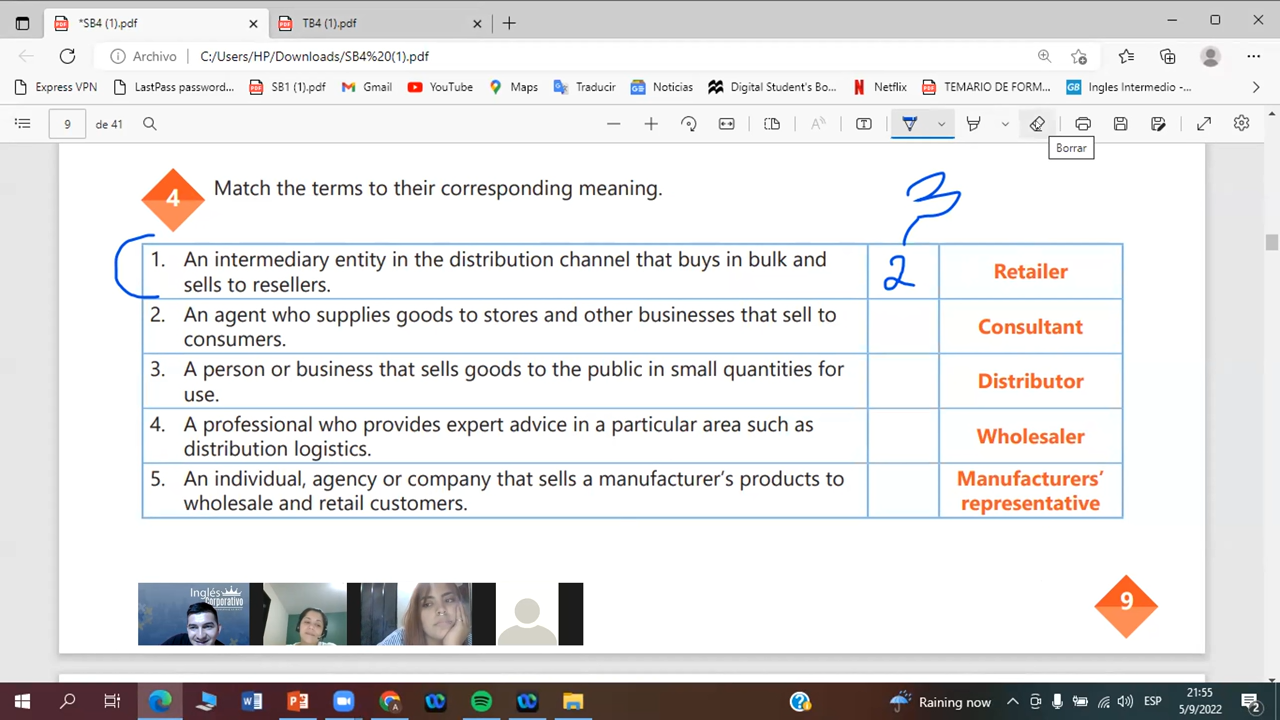 *SB4 (1).pdf
TB4 (1).pdf
Archivo
C:/Users/HP/Downloads/SB4%20(1).pdf
Express VPN
LastPass password...
SB1 (1).pdf
Gmail
YouTube
Maps
Traducir
Noticias
Digital Student's Bo...
Netflix
TEMARIO DE FORM...
Ingles Intermedio -...
9
de 41
Borrar
4
Match the terms to their corresponding meaning.
3
1. An intermediary entity in the distribution channel that buys in bulk and
sells to resellers.
2
Retailer
2. An agent who supplies goods to stores and other businesses that sell to
consumers.
Consultant
3. A person or business that sells goods to the public in small quantities for
use.
Distributor
4. A professional who provides expert advice in a particular area such as
distribution logistics.
Wholesaler
5. An individual, agency or company that sells a manufacturer's products to
wholesale and retail customers.
Manufacturers'
representative
Inglés
Corporativo
9
Raining now
ESP
21:55
5/9/2022
2